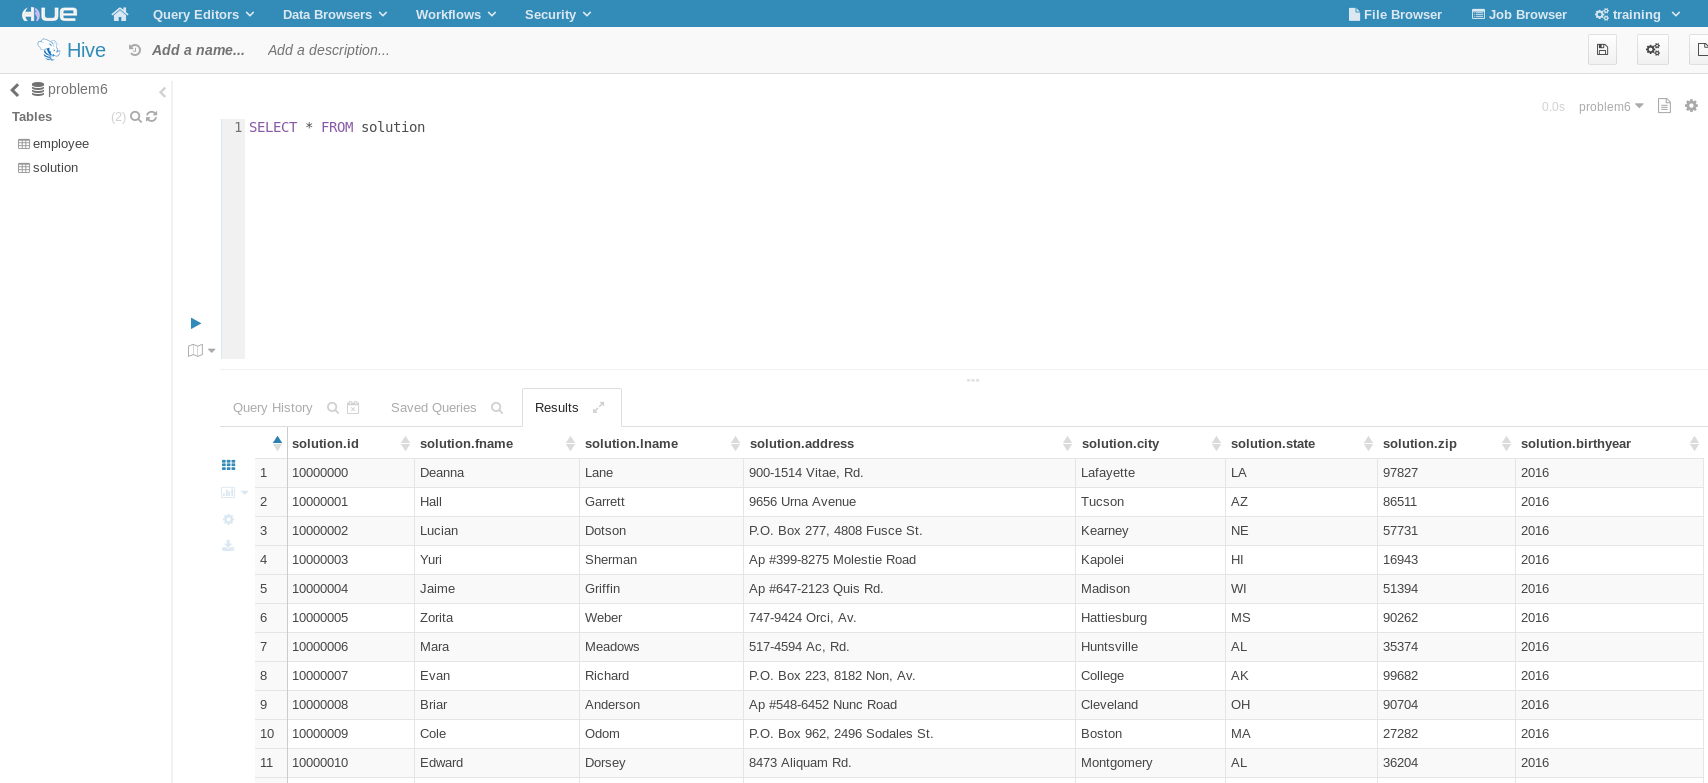 HUE Query Editors Data Browsers Workflows Security File Browser Job Browser training
Hive Add a name... Add a description...
problem6
Tables (2)
employee
solution
0.0s problem6
1 SELECT * FROM solution
Query History Saved Queries Results
solution.id solution.fname solution.lname solution.address solution.city solution.state solution.zip solution.birthyear
1 10000000 Deanna Lane 900-1514 Vitae, Rd. Lafayette LA 97827 2016
2 10000001 Hall Garrett 9656 Urna Avenue Tucson AZ 86511 2016
3 10000002 Lucian Dotson P.O. Box 277, 4808 Fusce St. Kearney NE 57731 2016
4 10000003 Yuri Sherman Ap #399-8275 Molestie Road Kapolei HI 16943 2016
5 10000004 Jaime Griffin Ap #647-2123 Quis Rd. Madison WI 51394 2016
6 10000005 Zorita Weber 747-9424 Orci, Av. Hattiesburg MS 90262 2016
7 10000006 Mara Meadows 517-4594 Ac, Rd. Huntsville AL 35374 2016
8 10000007 Evan Richard P.O. Box 223, 8182 Non, Av. College AK 99682 2016
9 10000008 Briar Anderson Ap #548-6452 Nunc Road Cleveland OH 90704 2016
10 10000009 Cole Odom P.O. Box 962, 2496 Sodales St. Boston MA 27282 2016
11 10000010 Edward Dorsey 8473 Aliquam Rd. Montgomery AL 36204 2016